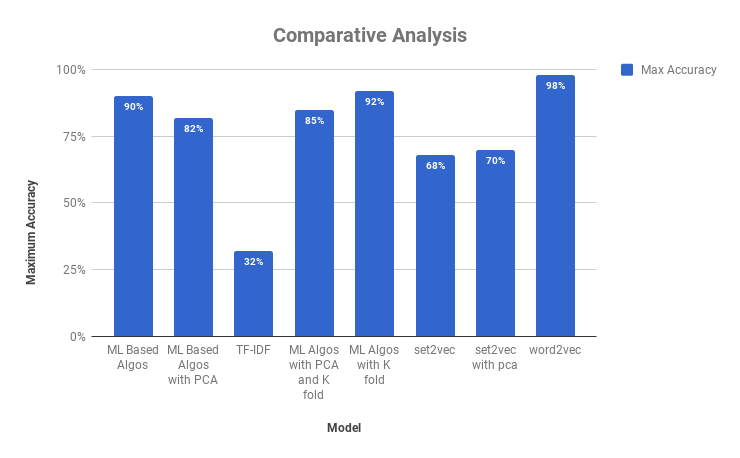 Comparative Analysis
Max Accuracy
Maximum Accuracy
100%
75%
50%
25%
0%
90%
82%
32%
85%
92%
68%
70%
98%
ML Based
Algos
ML Based
Algos
with PCA
TF-IDF
ML Algos
with PCA
and K
fold
ML Algos
with K
fold
set2vec
set2vec
with pca
word2vec
Model